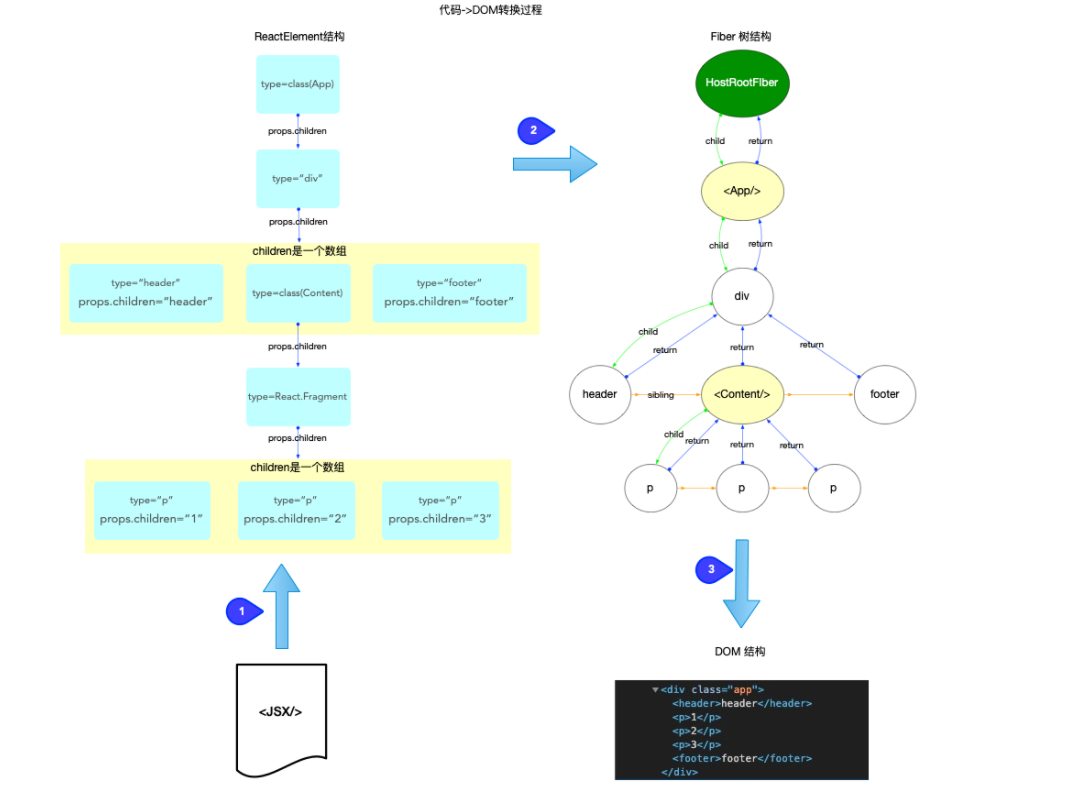 代码->DOM转换过程
ReactElement结构
type=class(App)
props.children
type="div"
props.children
children是一个数组
type="header"
props.children="header"
type=class(Content)
type="footer"
props.children="footer"
props.children
type=React.Fragment
props.children
children是一个数组
type="p"
props.children="1"
type="p"
props.children="2"
type="p"
props.children="3"
1
<JSX/>
2
Fiber 树结构
HostRootFIber
child
return
<App/>
child
return
div
child
return
return
return
header
sibling
<Content/>
footer
child
return
return
return
p
p
p
3
DOM 结构
<div class="app">
<header>header</header>
<p>1</p>
<p>2</p>
<p>3</p>
<footer>footer</footer>
</div>